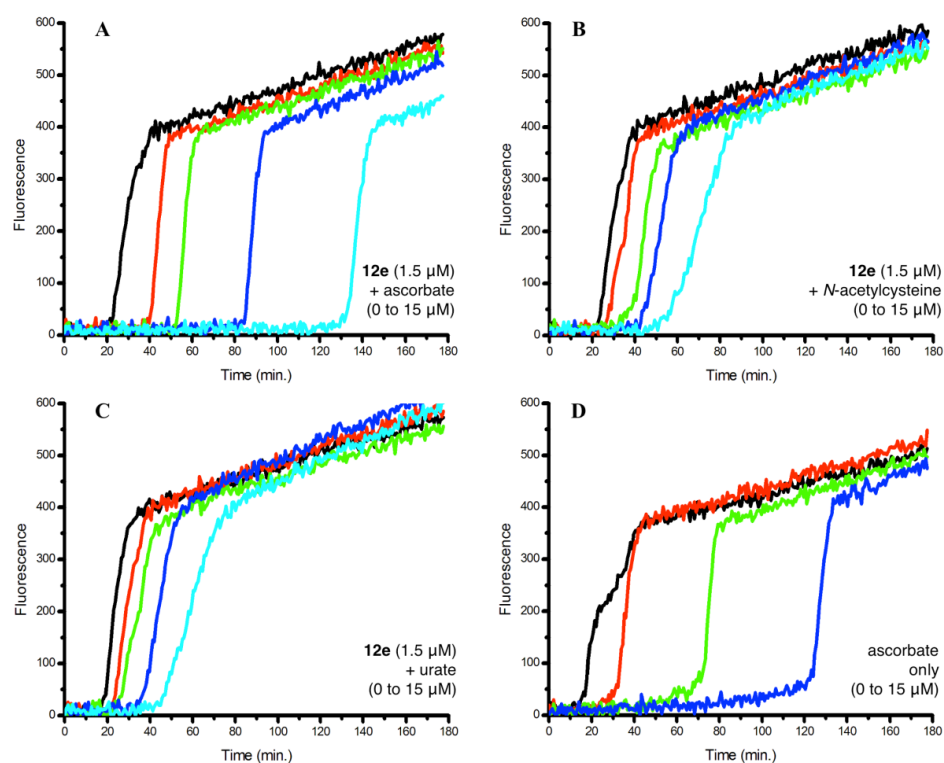 A
600
500
400
300
200
100
0
Fluorescence
0 20 40 60 80 100 120 140 160 180
Time (min.)
12e (1.5 µM)
+ ascorbate
(0 to 15 µM)
B
600
500
400
300
200
100
0
Fluorescence
0 20 40 60 80 100 120 140 160 180
Time (min.)
12e (1.5 µM)
+ N-acetylcysteine
(0 to 15 µM)
C
600
500
400
300
200
100
0
Fluorescence
0 20 40 60 80 100 120 140 160 180
Time (min.)
12e (1.5 µM)
+ urate
(0 to 15 µM)
D
600
500
400
300
200
100
0
Fluorescence
0 20 40 60 80 100 120 140 160 180
Time (min.)
ascorbate
only
(0 to 15 µM)